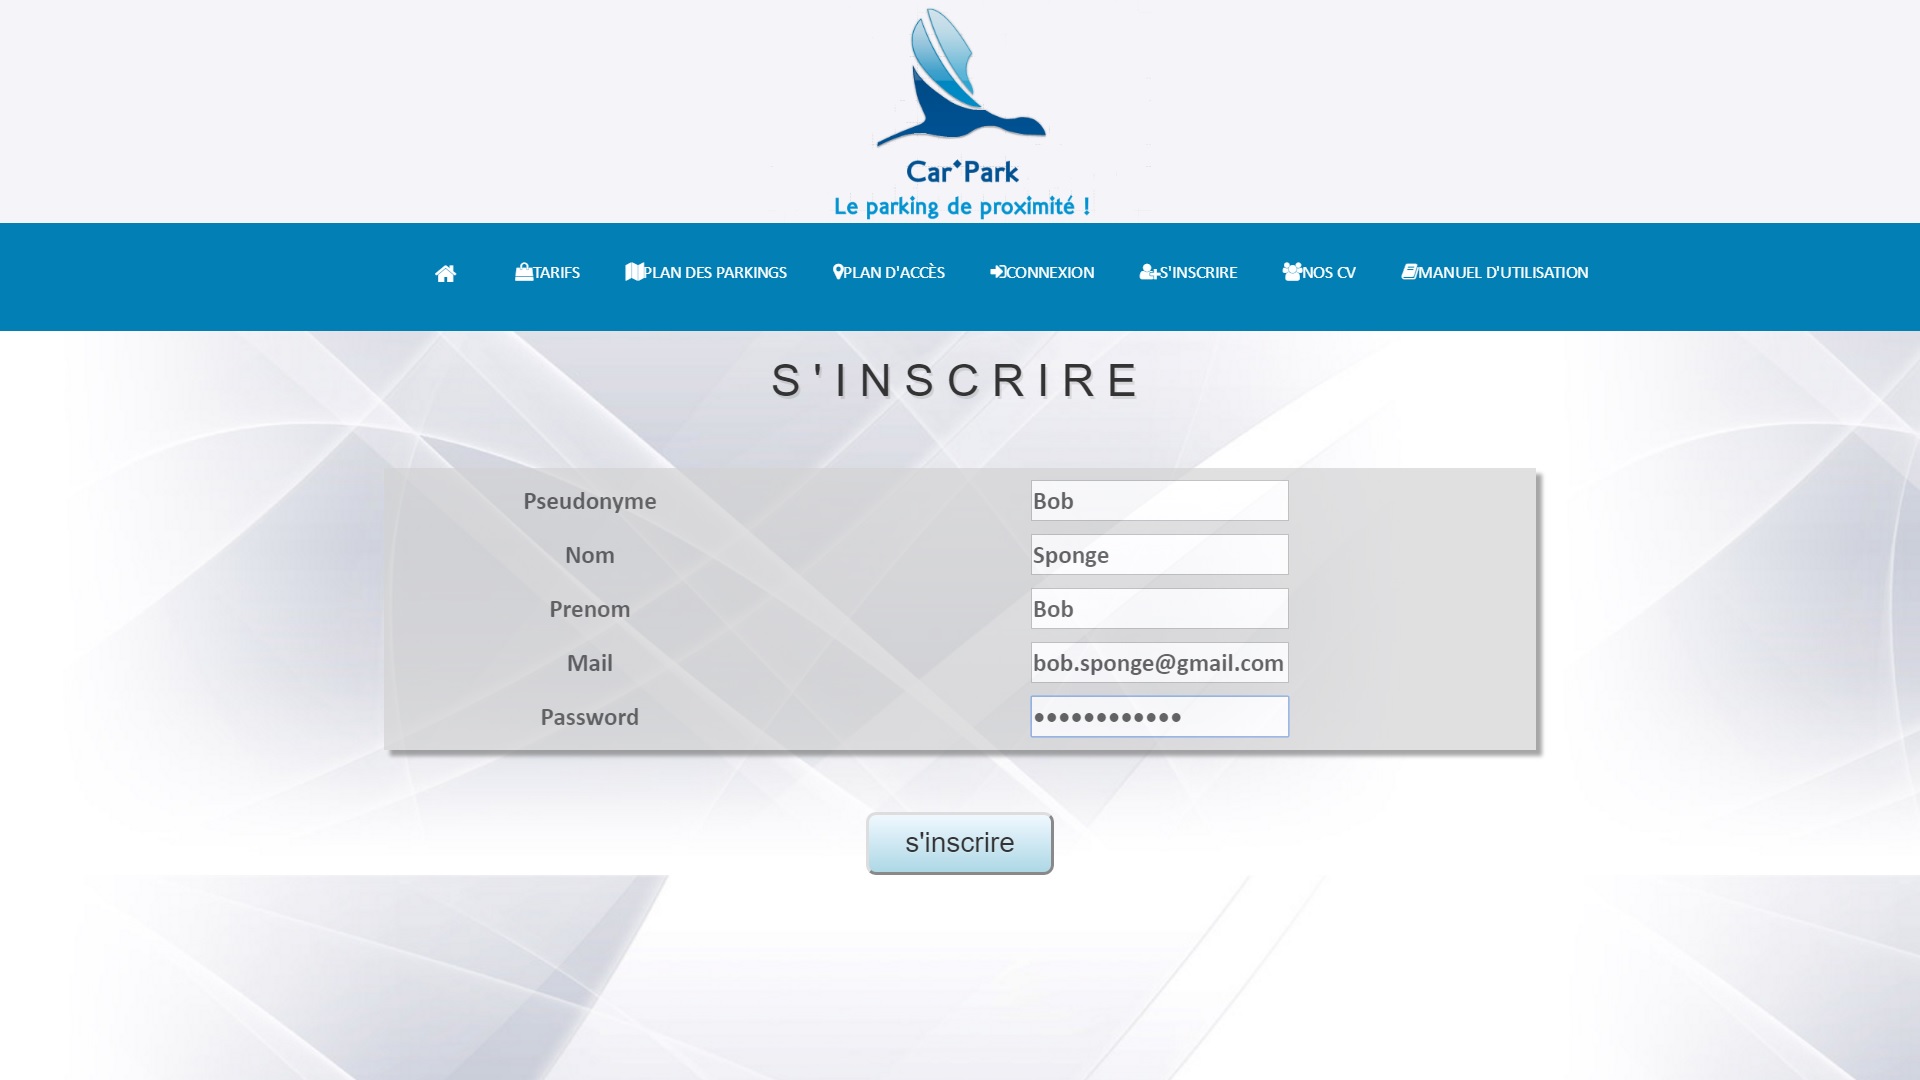 Car Park
Le parking de proximité !
TARIFS PLAN DES PARKINGS PLAN D'ACCÈS CONNEXION S'INSCRIRE NOS CV MANUEL D'UTILISATION
S'INSCRIRE
Pseudonyme Bob
Nom Sponge
Prenom Bob
Mail bob.sponge@gmail.com
Password ••••••••••••
s'inscrire